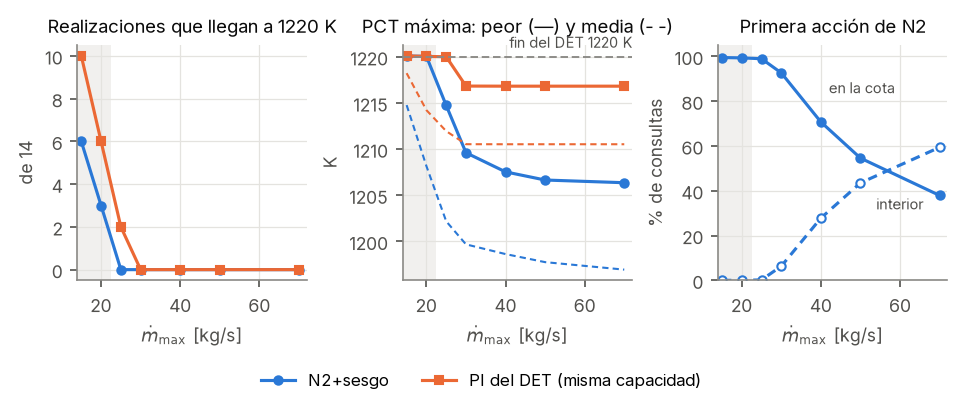 Realizaciones que llegan a 1220 K
de 14
10
8
6
4
2
0
20
40
60
ṁmax [kg/s]
PCT máxima: peor (—) y media (- -)
fin del DET 1220 K
K
1220
1215
1210
1205
1200
20
40
60
ṁmax [kg/s]
Primera acción de N2
% de consultas
100
80
60
40
20
0
en la cota
interior
20
40
60
ṁmax [kg/s]
N2+sesgo
PI del DET (misma capacidad)